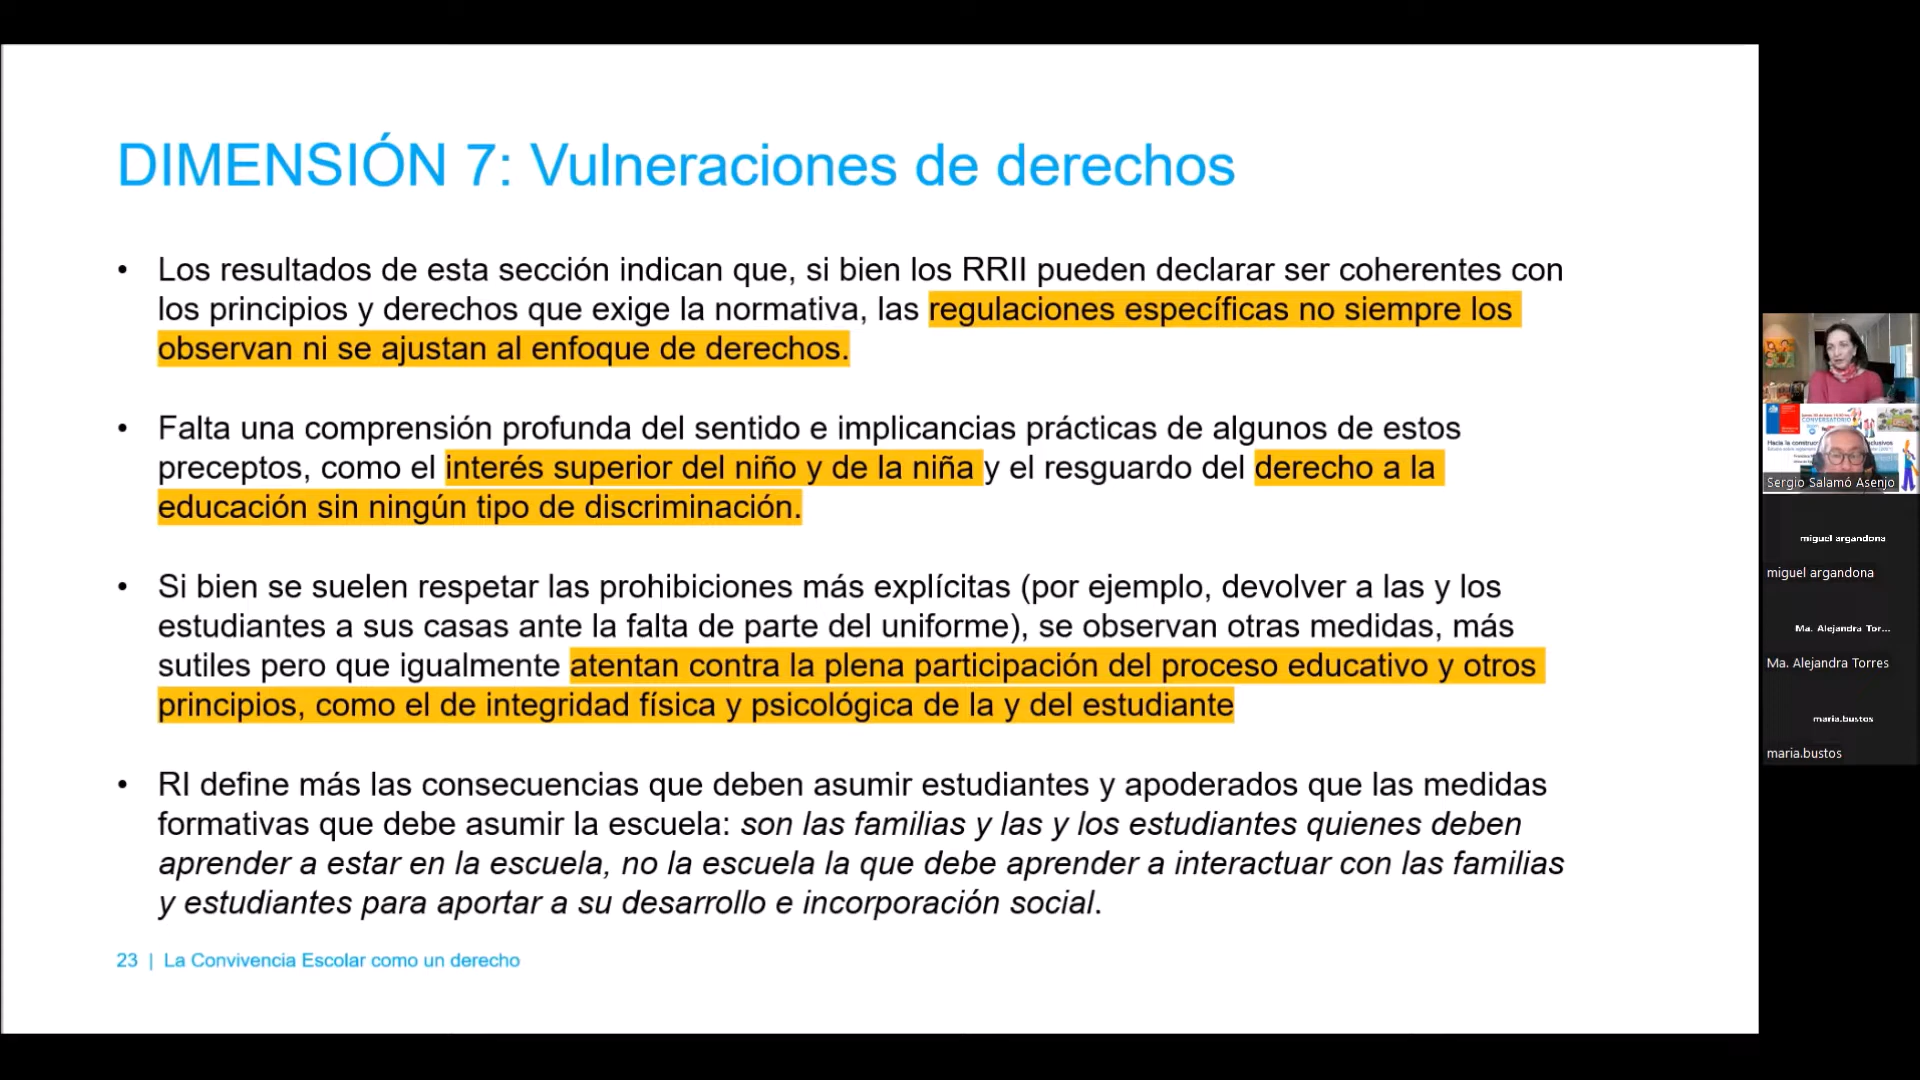 DIMENSIÓN 7: Vulneraciones de derechos
• Los resultados de esta sección indican que, si bien los RRII pueden declarar ser coherentes con
los principios y derechos que exige la normativa, las regulaciones específicas no siempre los
observan ni se ajustan al enfoque de derechos.
• Falta una comprensión profunda del sentido e implicancias prácticas de algunos de estos
preceptos, como el interés superior del niño y de la niña y el resguardo del derecho a la
educación sin ningún tipo de discriminación.
• Si bien se suelen respetar las prohibiciones más explícitas (por ejemplo, devolver a las y los
estudiantes a sus casas ante la falta de parte del uniforme), se observan otras medidas, más
sutiles pero que igualmente atentan contra la plena participación del proceso educativo y otros
principios, como el de integridad física y psicológica de la y del estudiante
• RI define más las consecuencias que deben asumir estudiantes y apoderados que las medidas
formativas que debe asumir la escuela: son las familias y las y los estudiantes quienes deben
aprender a estar en la escuela, no la escuela la que debe aprender a interactuar con las familias
y estudiantes para aportar a su desarrollo e incorporación social.
23 | La Convivencia Escolar como un derecho
CONVERSATORIO
Sergio Salamó Asenjo
miguel argandona
miguel argandona
Ma. Alejandra Tor...
Ma. Alejandra Torres
maria.bustos
maria.bustos